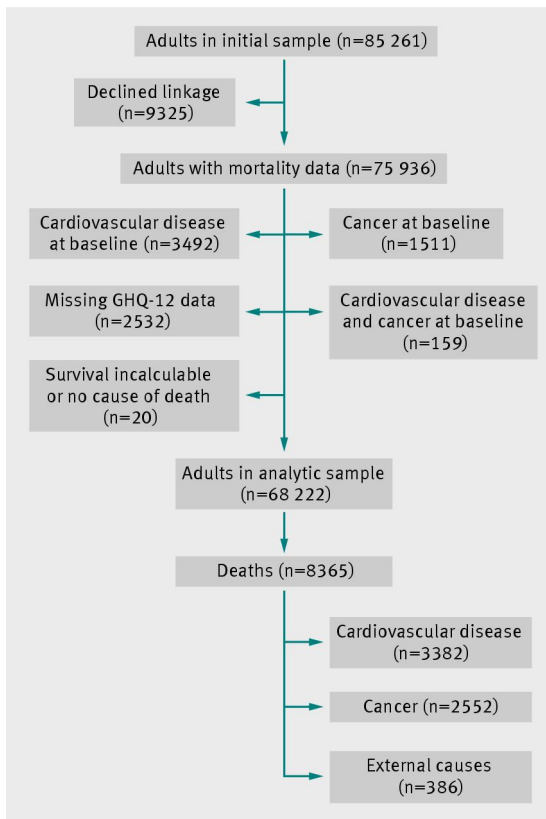 Adults in initial sample (n=85 261)
Declined linkage
(n=9325)
Adults with mortality data (n=75 936)
Cardiovascular disease
at baseline (n=3492)
Cancer at baseline
(n=1511)
Missing GHQ-12 data
(n=2532)
Cardiovascular disease
and cancer at baseline
(n=159)
Survival incalculable
or no cause of death
(n=20)
Adults in analytic sample
(n=68 222)
Deaths (n=8365)
Cardiovascular disease
(n=3382)
Cancer (n=2552)
External causes
(n=386)